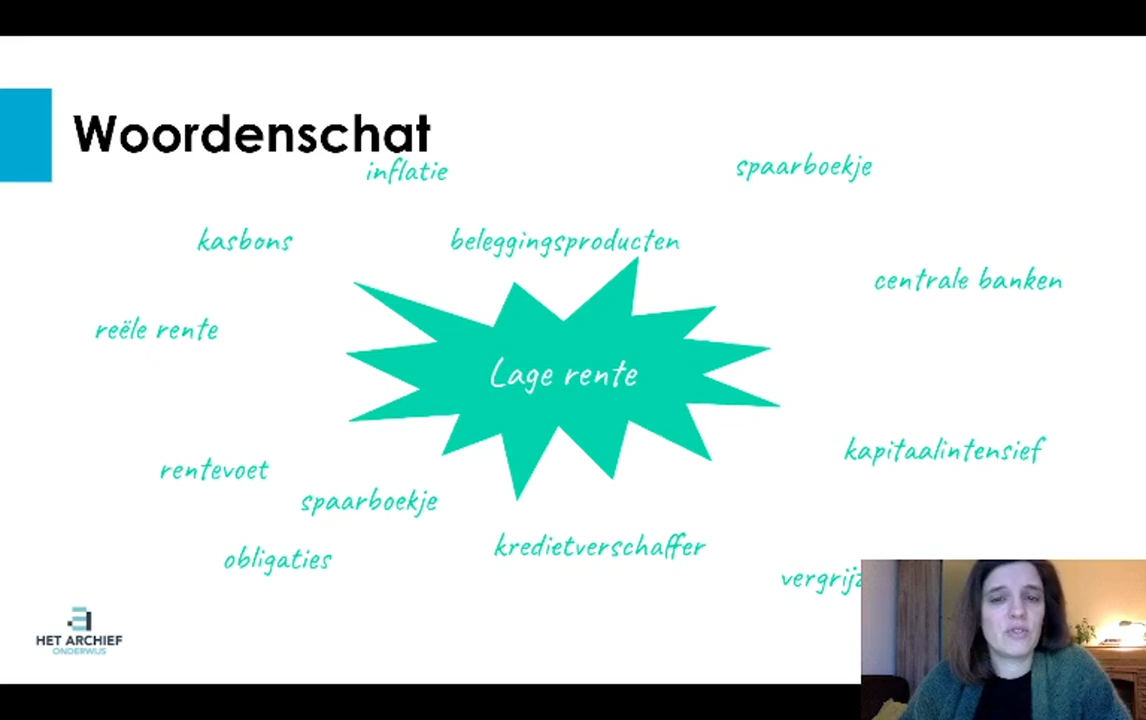 Woordenschat
inflatie
spaarboekje
kasbons
beleggingsproducten
centrale banken
reële rente
Lage rente
kapitaalintensief
rentevoet
spaarboekje
kredietverschaffer
obligaties
HET ARCHIEF
ONDERWIJS